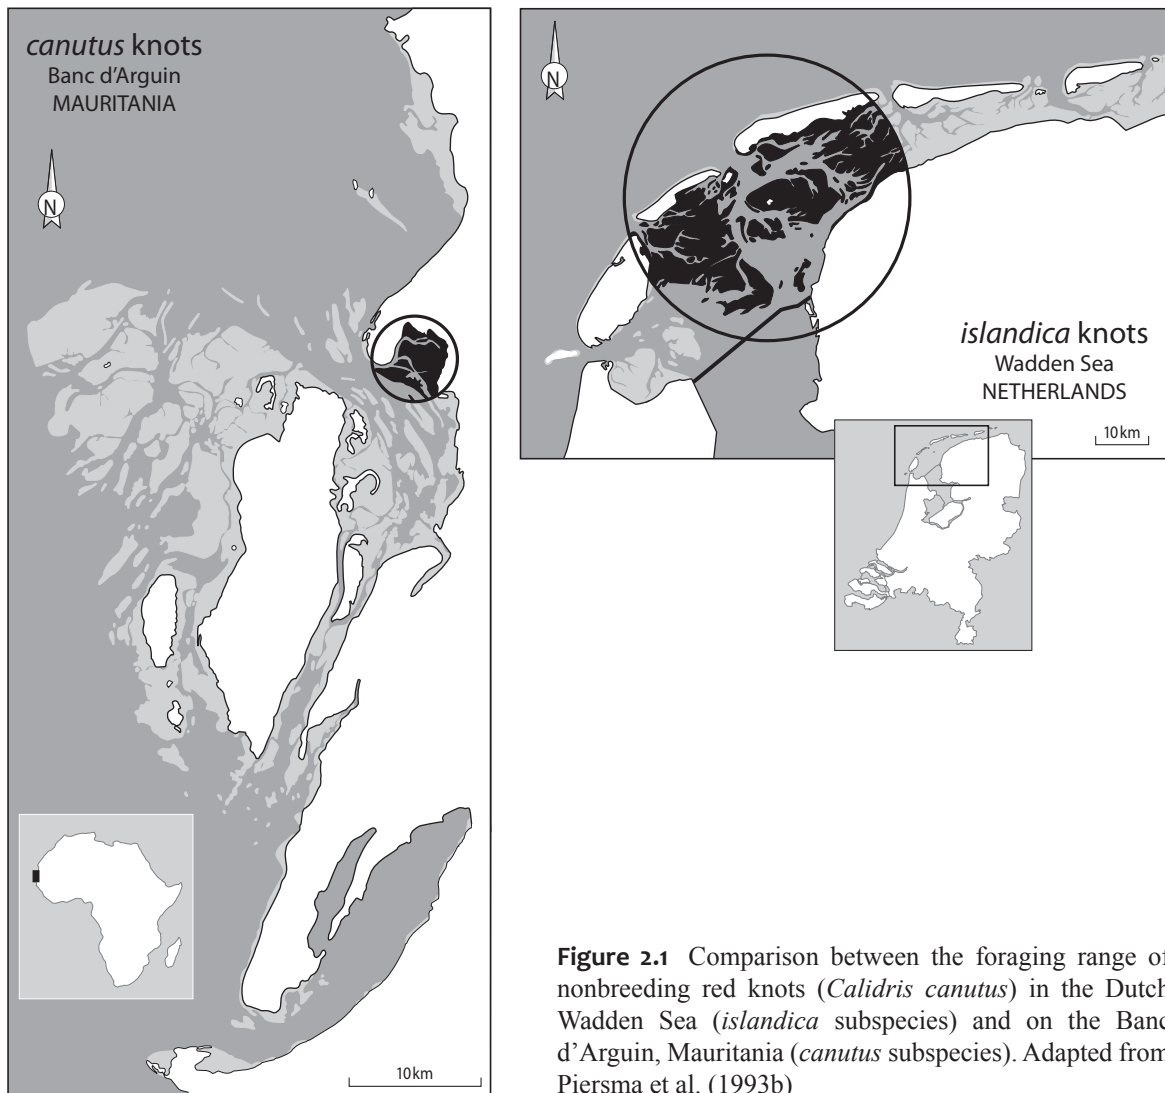 canutus knots
Banc d'Arguin
MAURITANIA
N
10 km
N
islandica knots
Wadden Sea
NETHERLANDS
10 km
Figure 2.1 Comparison between the foraging range of
nonbreeding red knots (Calidris canutus) in the Dutch
Wadden Sea (islandica subspecies) and on the Banc
d'Arguin, Mauritania (canutus subspecies). Adapted from
Piersma et al. (1993b)